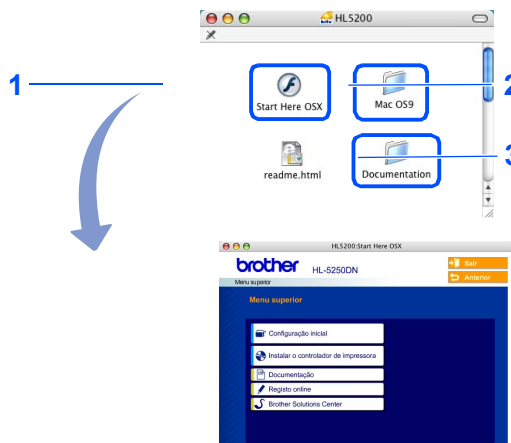 HL5200
1
2
Start Here OSX
Mac OS9
3
readme.html
Documentation
HL5200:Start Here OSX
brother
HL-5250DN
Sair
Anterior
Menu superior
Menu superior
Configuração inicial
Instalar o controlador de impressora
Documentação
Registo online
Brother Solutions Center